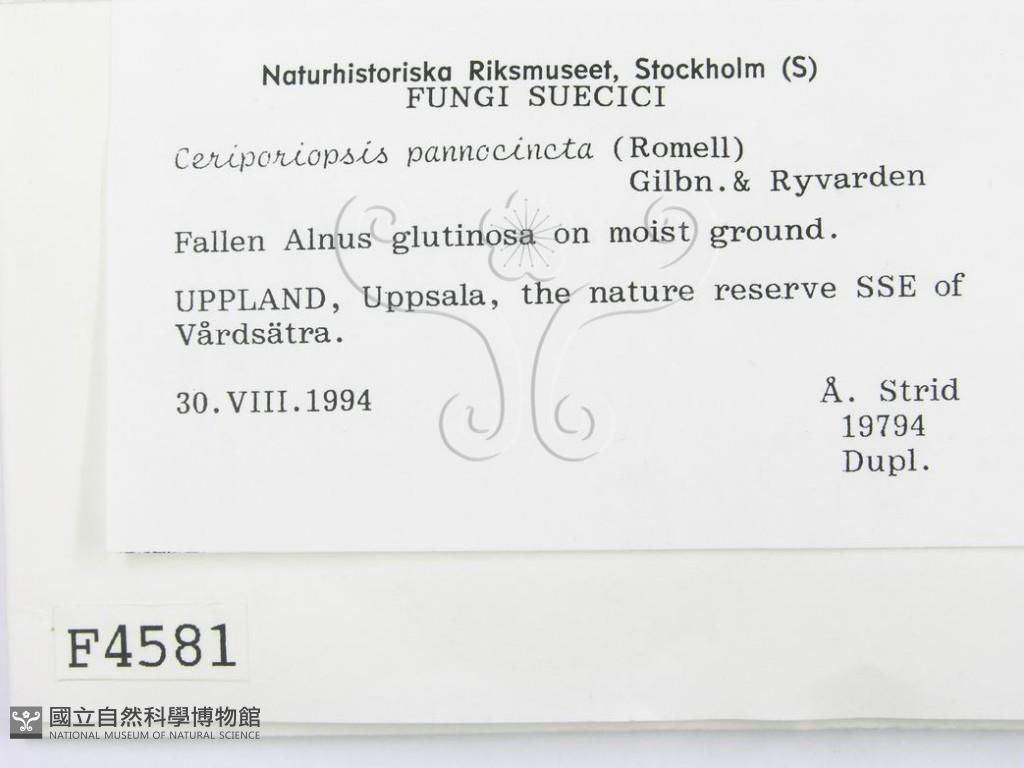 Naturhistoriska Riksmuseet, Stockholm (S)
FUNGI SUECICI
Ceriporiopsis pannocincta (Romell)
Gilbn.& Ryvarden
Fallen Alnus glutinosa on moist ground.
UPPLAND, Uppsala, the nature reserve SSE of
Vårdsätra.
30.VIII.1994
Å. Strid
19794
Dupl.
F4581
國立自然科學博物館
NATIONAL MUSEUM OF NATURAL SCIENCE